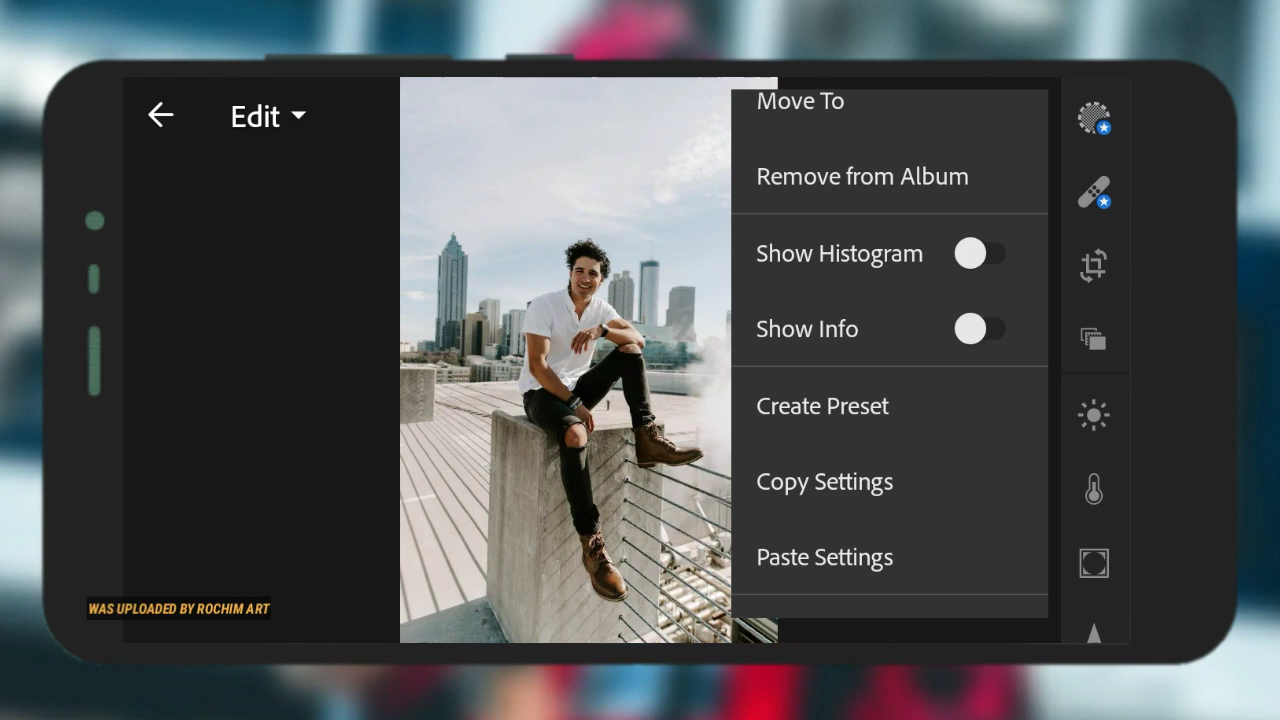 Edit
Move To
Remove from Album
Show Histogram
Show Info
Create Preset
Copy Settings
Paste Settings
WAS UPLOADED BY ROCHIM ART